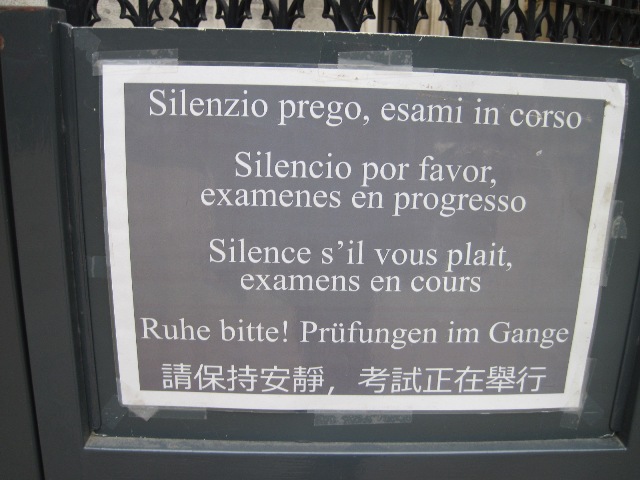 Silenzio prego, esami in corso
Silencio por favor,
examenes en progresso
Silence s'il vous plait,
examens en cours
Ruhe bitte! Prüfungen im Gange
請保持安靜，考試正在舉行